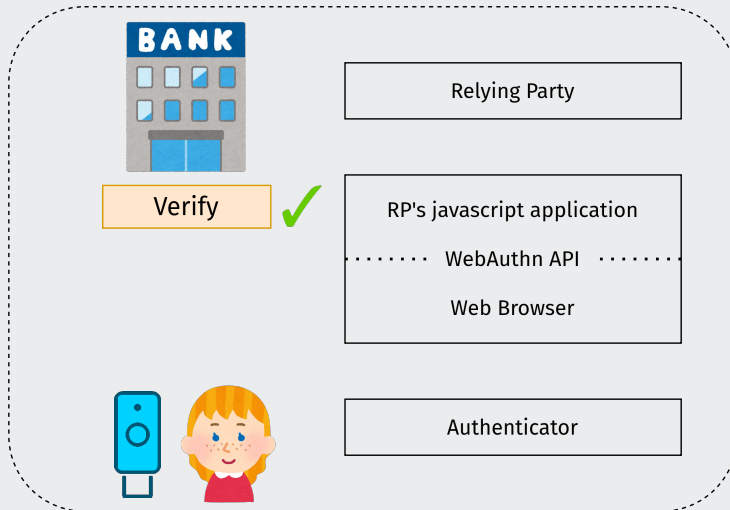 BANK
Relying Party
Verify
RP's javascript application
WebAuthn API
Web Browser
Authenticator